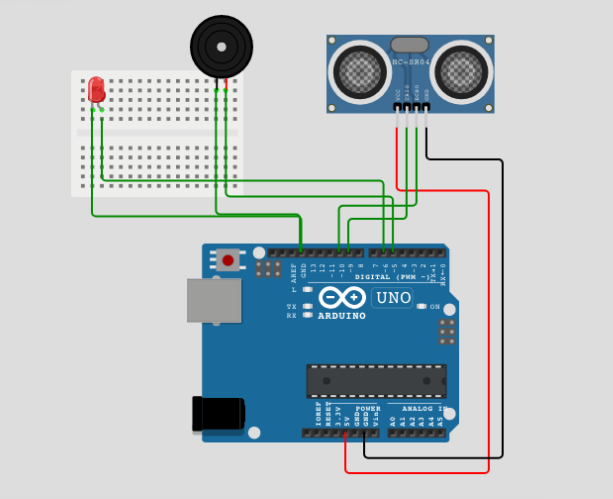 HC-SR04
VCC
TRIG
ECHO
GND
AREF
GND
13
12
~11
~10
~9
8
7
~6
~5
4
~3
2
TX→1
RX←0
DIGITAL (PWM ~)
L
TX
RX
UNO
ON
ARDUINO
IOREF
RESET
3.3V
5V
GND
GND
Vin
POWER
ANALOG IN
A0
A1
A2
A3
A4
A5